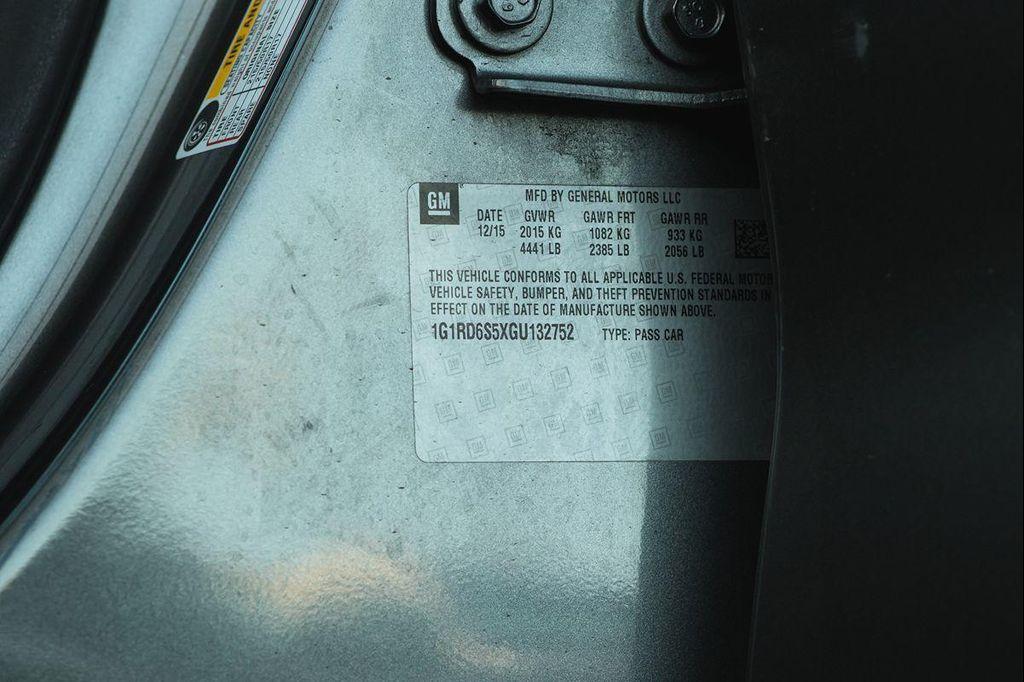 TIRE AND
GM
MFD BY GENERAL MOTORS LLC
DATE GVWR GAWR FRT GAWR RR
12/15 2015 KG 1082 KG 933 KG
4441 LB 2385 LB 2056 LB
THIS VEHICLE CONFORMS TO ALL APPLICABLE U.S. FEDERAL MOTOR
VEHICLE SAFETY, BUMPER, AND THEFT PREVENTION STANDARDS IN
EFFECT ON THE DATE OF MANUFACTURE SHOWN ABOVE.
1G1RD6S5XGU132752 TYPE: PASS CAR